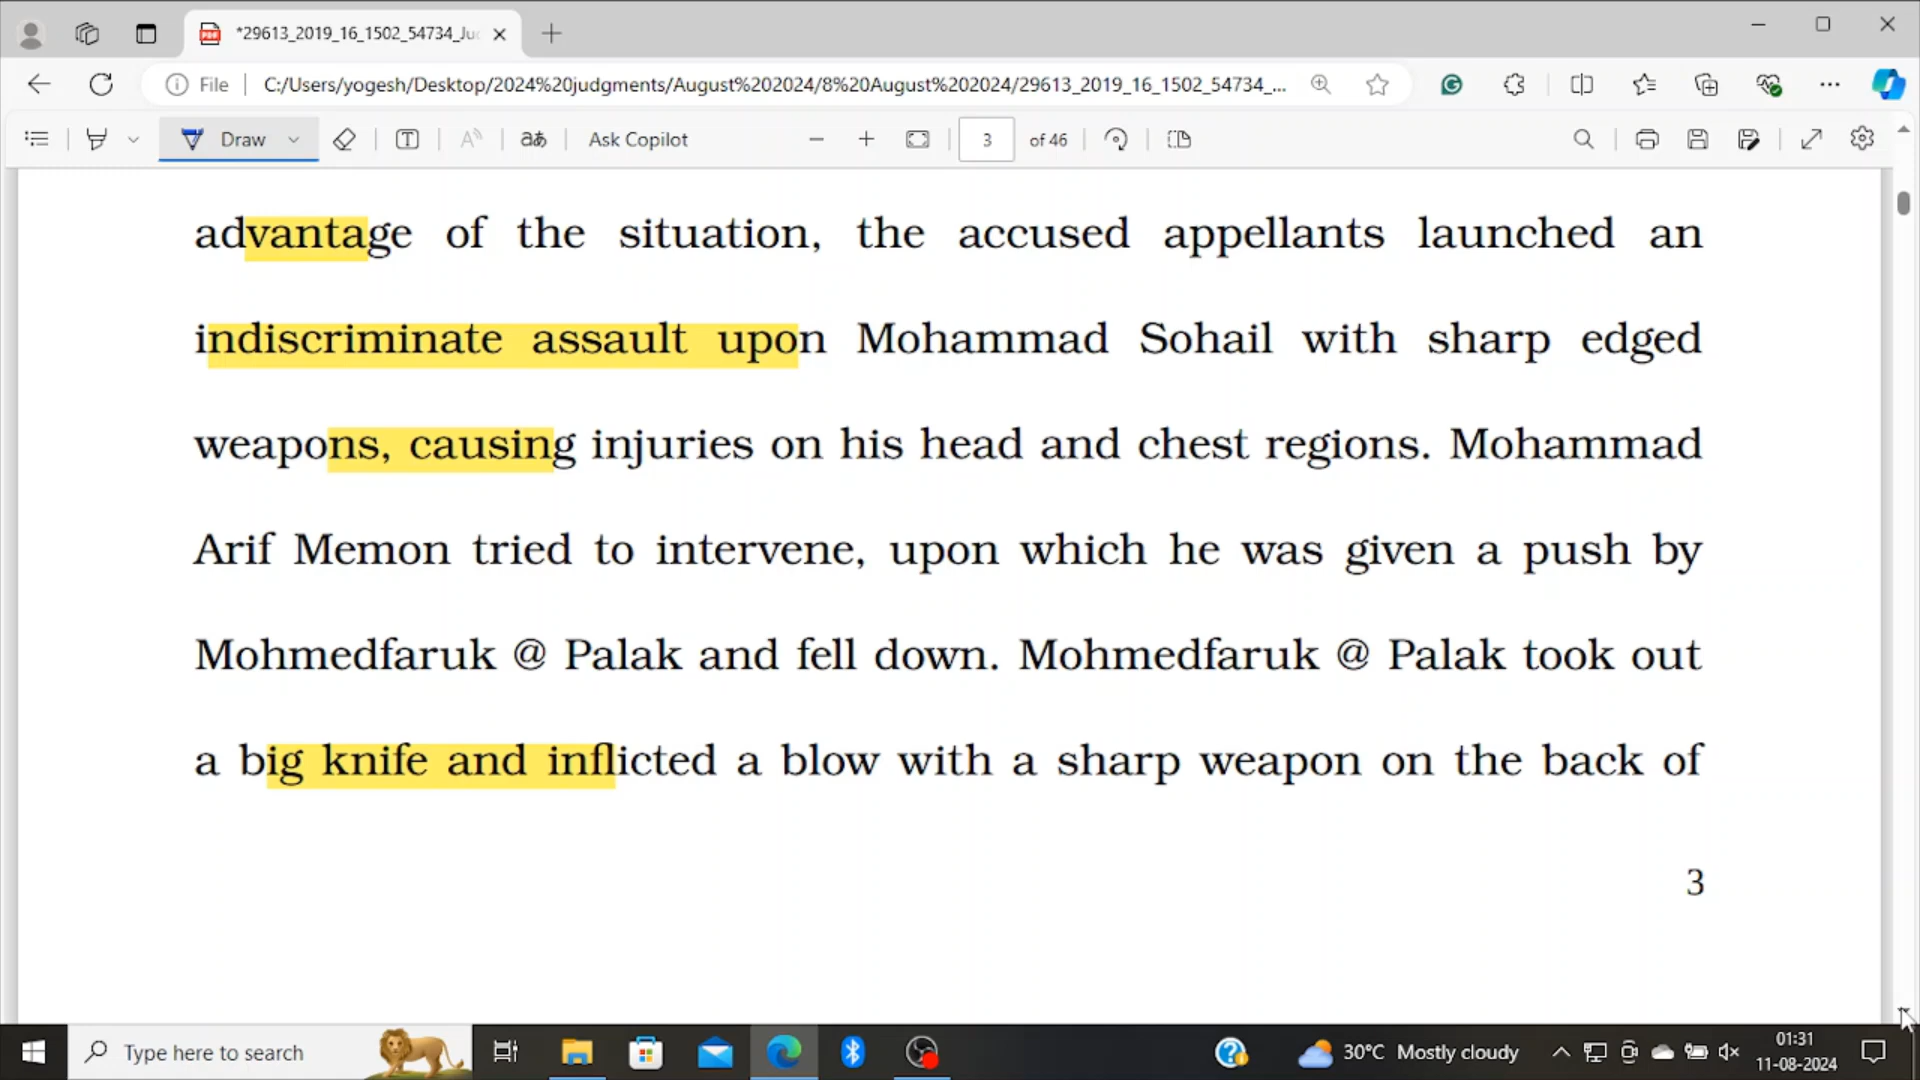 *29613_2019_16_1502_54734_Ju
File
C:/Users/yogesh/Desktop/2024%20judgments/August%202024/8%20August%202024/29613_2019_16_1502_54734_...
Draw
Ask Copilot
3 of 46
advantage of the situation, the accused appellants launched an
indiscriminate assault upon Mohammad Sohail with sharp edged
weapons, causing injuries on his head and chest regions. Mohammad
Arif Memon tried to intervene, upon which he was given a push by
Mohmedfaruk @ Palak and fell down. Mohmedfaruk @ Palak took out
a big knife and inflicted a blow with a sharp weapon on the back of
3
Type here to search
30°C Mostly cloudy
01:31
11-08-2024